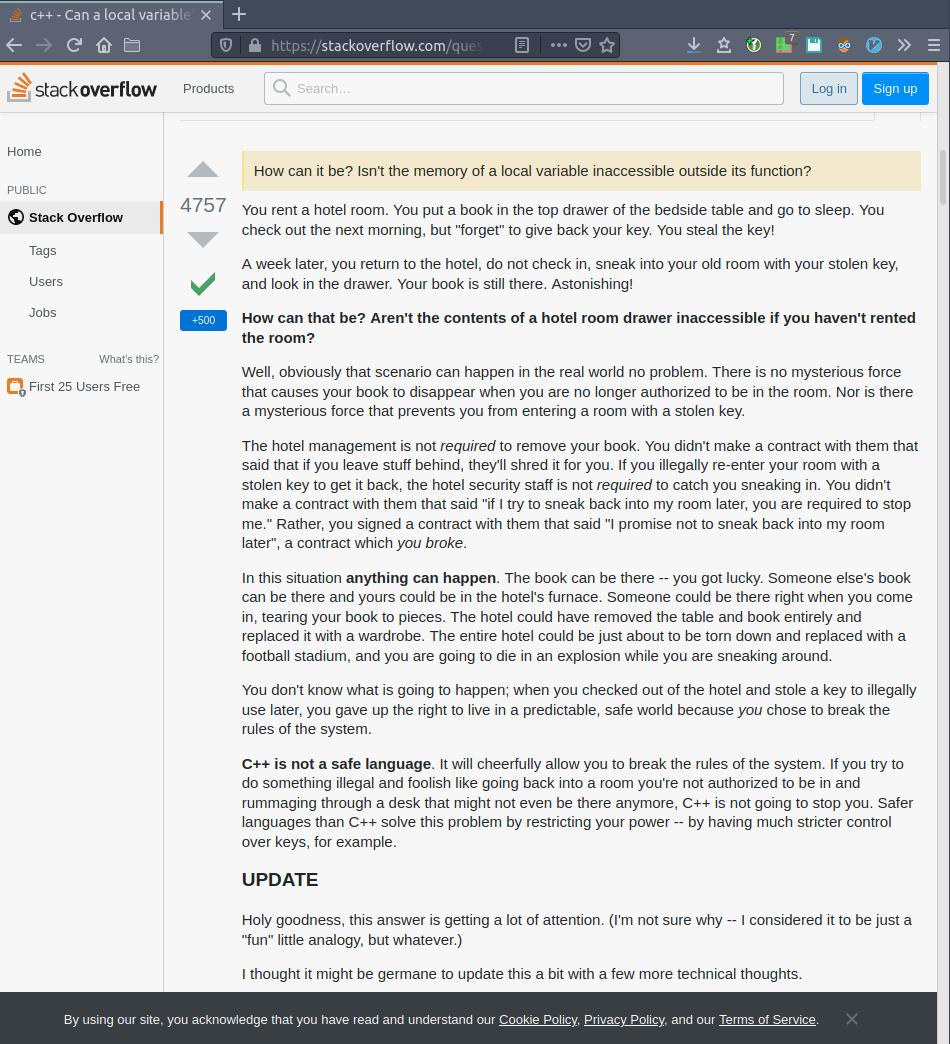 c++ - Can a local variable
https://stackoverflow.com/ques
7
stackoverflow
Products
Search…
Log in
Sign up
Home
PUBLIC
Stack Overflow
Tags
Users
Jobs
TEAMS
What's this?
First 25 Users Free
4757
+500
How can it be? Isn't the memory of a local variable inaccessible outside its function?
You rent a hotel room. You put a book in the top drawer of the bedside table and go to sleep. You
check out the next morning, but "forget" to give back your key. You steal the key!
A week later, you return to the hotel, do not check in, sneak into your old room with your stolen key,
and look in the drawer. Your book is still there. Astonishing!
How can that be? Aren't the contents of a hotel room drawer inaccessible if you haven't rented
the room?
Well, obviously that scenario can happen in the real world no problem. There is no mysterious force
that causes your book to disappear when you are no longer authorized to be in the room. Nor is there
a mysterious force that prevents you from entering a room with a stolen key.
The hotel management is not required to remove your book. You didn't make a contract with them that
said that if you leave stuff behind, they'll shred it for you. If you illegally re-enter your room with a
stolen key to get it back, the hotel security staff is not required to catch you sneaking in. You didn't
make a contract with them that said "if I try to sneak back into my room later, you are required to stop
me." Rather, you signed a contract with them that said "I promise not to sneak back into my room
later", a contract which you broke.
In this situation anything can happen. The book can be there -- you got lucky. Someone else's book
can be there and yours could be in the hotel's furnace. Someone could be there right when you come
in, tearing your book to pieces. The hotel could have removed the table and book entirely and
replaced it with a wardrobe. The entire hotel could be just about to be torn down and replaced with a
football stadium, and you are going to die in an explosion while you are sneaking around.
You don't know what is going to happen; when you checked out of the hotel and stole a key to illegally
use later, you gave up the right to live in a predictable, safe world because you chose to break the
rules of the system.
C++ is not a safe language. It will cheerfully allow you to break the rules of the system. If you try to
do something illegal and foolish like going back into a room you're not authorized to be in and
rummaging through a desk that might not even be there anymore, C++ is not going to stop you. Safer
languages than C++ solve this problem by restricting your power -- by having much stricter control
over keys, for example.
UPDATE
Holy goodness, this answer is getting a lot of attention. (I'm not sure why -- I considered it to be just a
"fun" little analogy, but whatever.)
I thought it might be germane to update this a bit with a few more technical thoughts.
By using our site, you acknowledge that you have read and understand our Cookie Policy, Privacy Policy, and our Terms of Service.